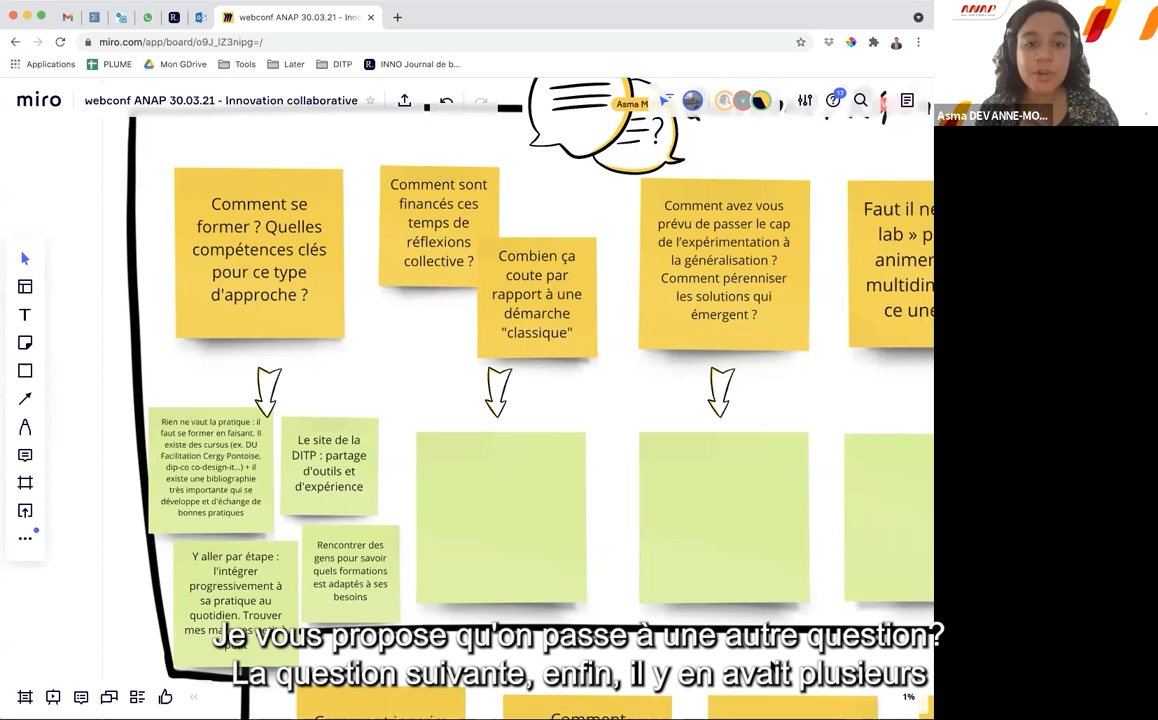 webconf ANAP 30.03.21 - Inno
miro.com/app/board/o9J_lZ3nipg=/
Applications
PLUME
Mon GDrive
Tools
Later
DITP
INNO Journal de b...
miro
webconf ANAP 30.03.21 - Innovation collaborative
Asma M
17
ANAP
Asma DEVANNE-MO...
?
Comment se
former ? Quelles
compétences clés
pour ce type
d'approche ?
Comment sont
financés ces
temps de
réflexions
collective ?
Combien ça
coute par
rapport à une
démarche
"classique"
Comment avez vous
prévu de passer le cap
de l'expérimentation à
la généralisation ?
Comment pérenniser
les solutions qui
émergent ?
Faut il
lab » p
animer
multidim
ce une
Rien ne vaut la pratique : il
faut se former en faisant. Il
existe des cursus (ex. DU
Facilitation Cergy Pontoise,
dip-co co-design-it...) + il
existe une bibliographie
très importante qui se
développe et d'échange de
bonnes pratiques
Le site de la
DITP : partage
d'outils et
d'expérience
Y aller par étape :
l'intégrer
progressivement à
sa pratique au
quotidien. Trouver
mes
Rencontrer des
gens pour savoir
quels formations
est adaptés à ses
besoins
Je vous propose qu'on passe à une autre question?
La question suivante, enfin, il y en avait plusieurs
1%
Comment